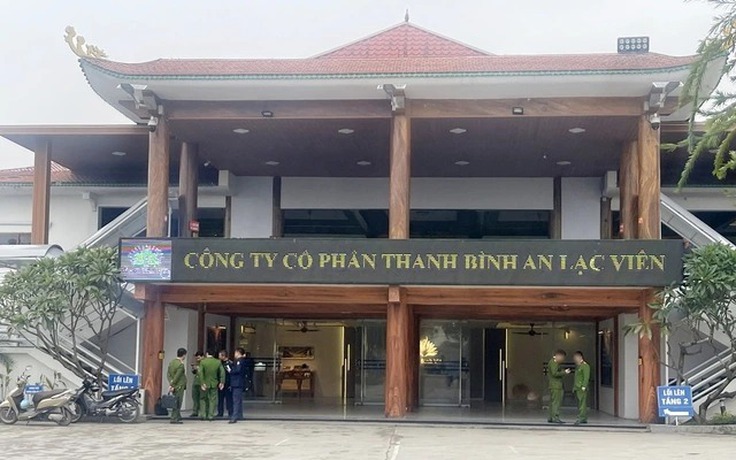 CÔNG TY CỔ PHẦN THANH BÌNH AN LẠC VIÊN
LỐI LÊN
TẦNG 2
LỐI LÊN
TẦNG 2